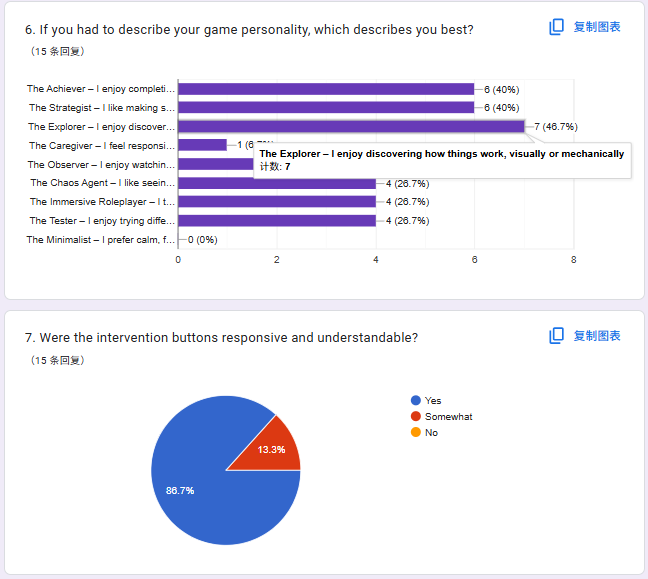 6. If you had to describe your game personality, which describes you best?
复制图表
（15 条回复）
The Achiever – I enjoy completi...
6 (40%)
The Strategist – I like making s...
6 (40%)
The Explorer – I enjoy discover...
7 (46.7%)
The Caregiver – I feel responsi...
1 (6
The Explorer – I enjoy discovering how things work, visually or mechanically
计数: 7
The Observer – I enjoy watchin...
The Chaos Agent – I like seein...
4 (26.7%)
The Immersive Roleplayer – I t...
4 (26.7%)
The Tester – I enjoy trying diffe...
4 (26.7%)
The Minimalist – I prefer calm, f...
0 (0%)
0 2 4 6 8
7. Were the intervention buttons responsive and understandable?
复制图表
（15 条回复）
Yes
Somewhat
No
13.3%
86.7%